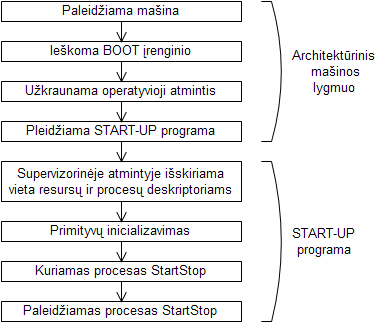 Paleidžiama mašina
Ieškoma BOOT įrenginio
Užkraunama operatyvioji atmintis
Pleidžiama START-UP programa
Architektūrinis
mašinos
lygmuo
Supervizorinėje atmintyje išskiriama
vieta resursų ir procesų deskriptoriams
Primityvų inicializavimas
Kuriamas procesas StartStop
Paleidžiamas procesas StartStop
START-UP
programa